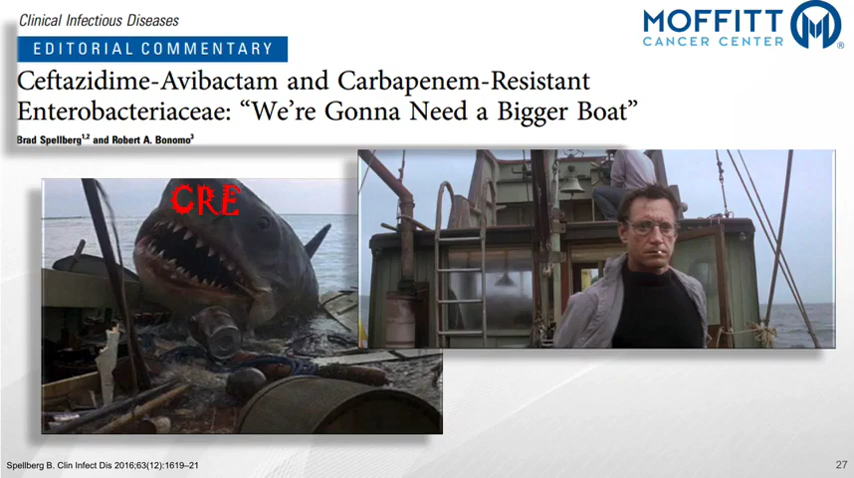 Clinical Infectious Diseases
MOFFITT
CANCER CENTER
®
EDITORIAL COMMENTARY
Ceftazidime-Avibactam and Carbapenem-Resistant
Enterobacteriaceae: “We’re Gonna Need a Bigger Boat”
Brad Spellberg1,2 and Robert A. Bonomo3
CRE
Spellberg B. Clin Infect Dis 2016;63(12):1619–21
27